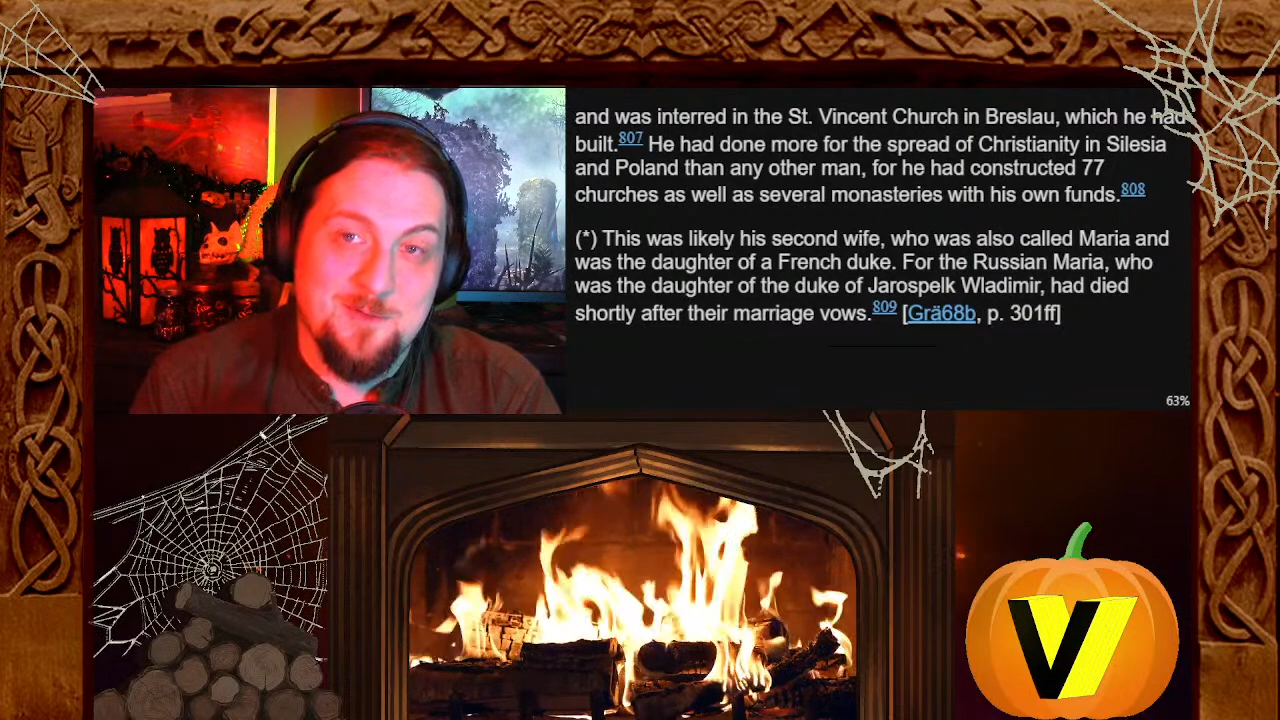 and was interred in the St. Vincent Church in Breslau, which he had
built.807 He had done more for the spread of Christianity in Silesia
and Poland than any other man, for he had constructed 77
churches as well as several monasteries with his own funds.808
(*) This was likely his second wife, who was also called Maria and
was the daughter of a French duke. For the Russian Maria, who
was the daughter of the duke of Jarospelk Wladimir, had died
shortly after their marriage vows.809 [Grä68b, p. 301ff]
63%
V